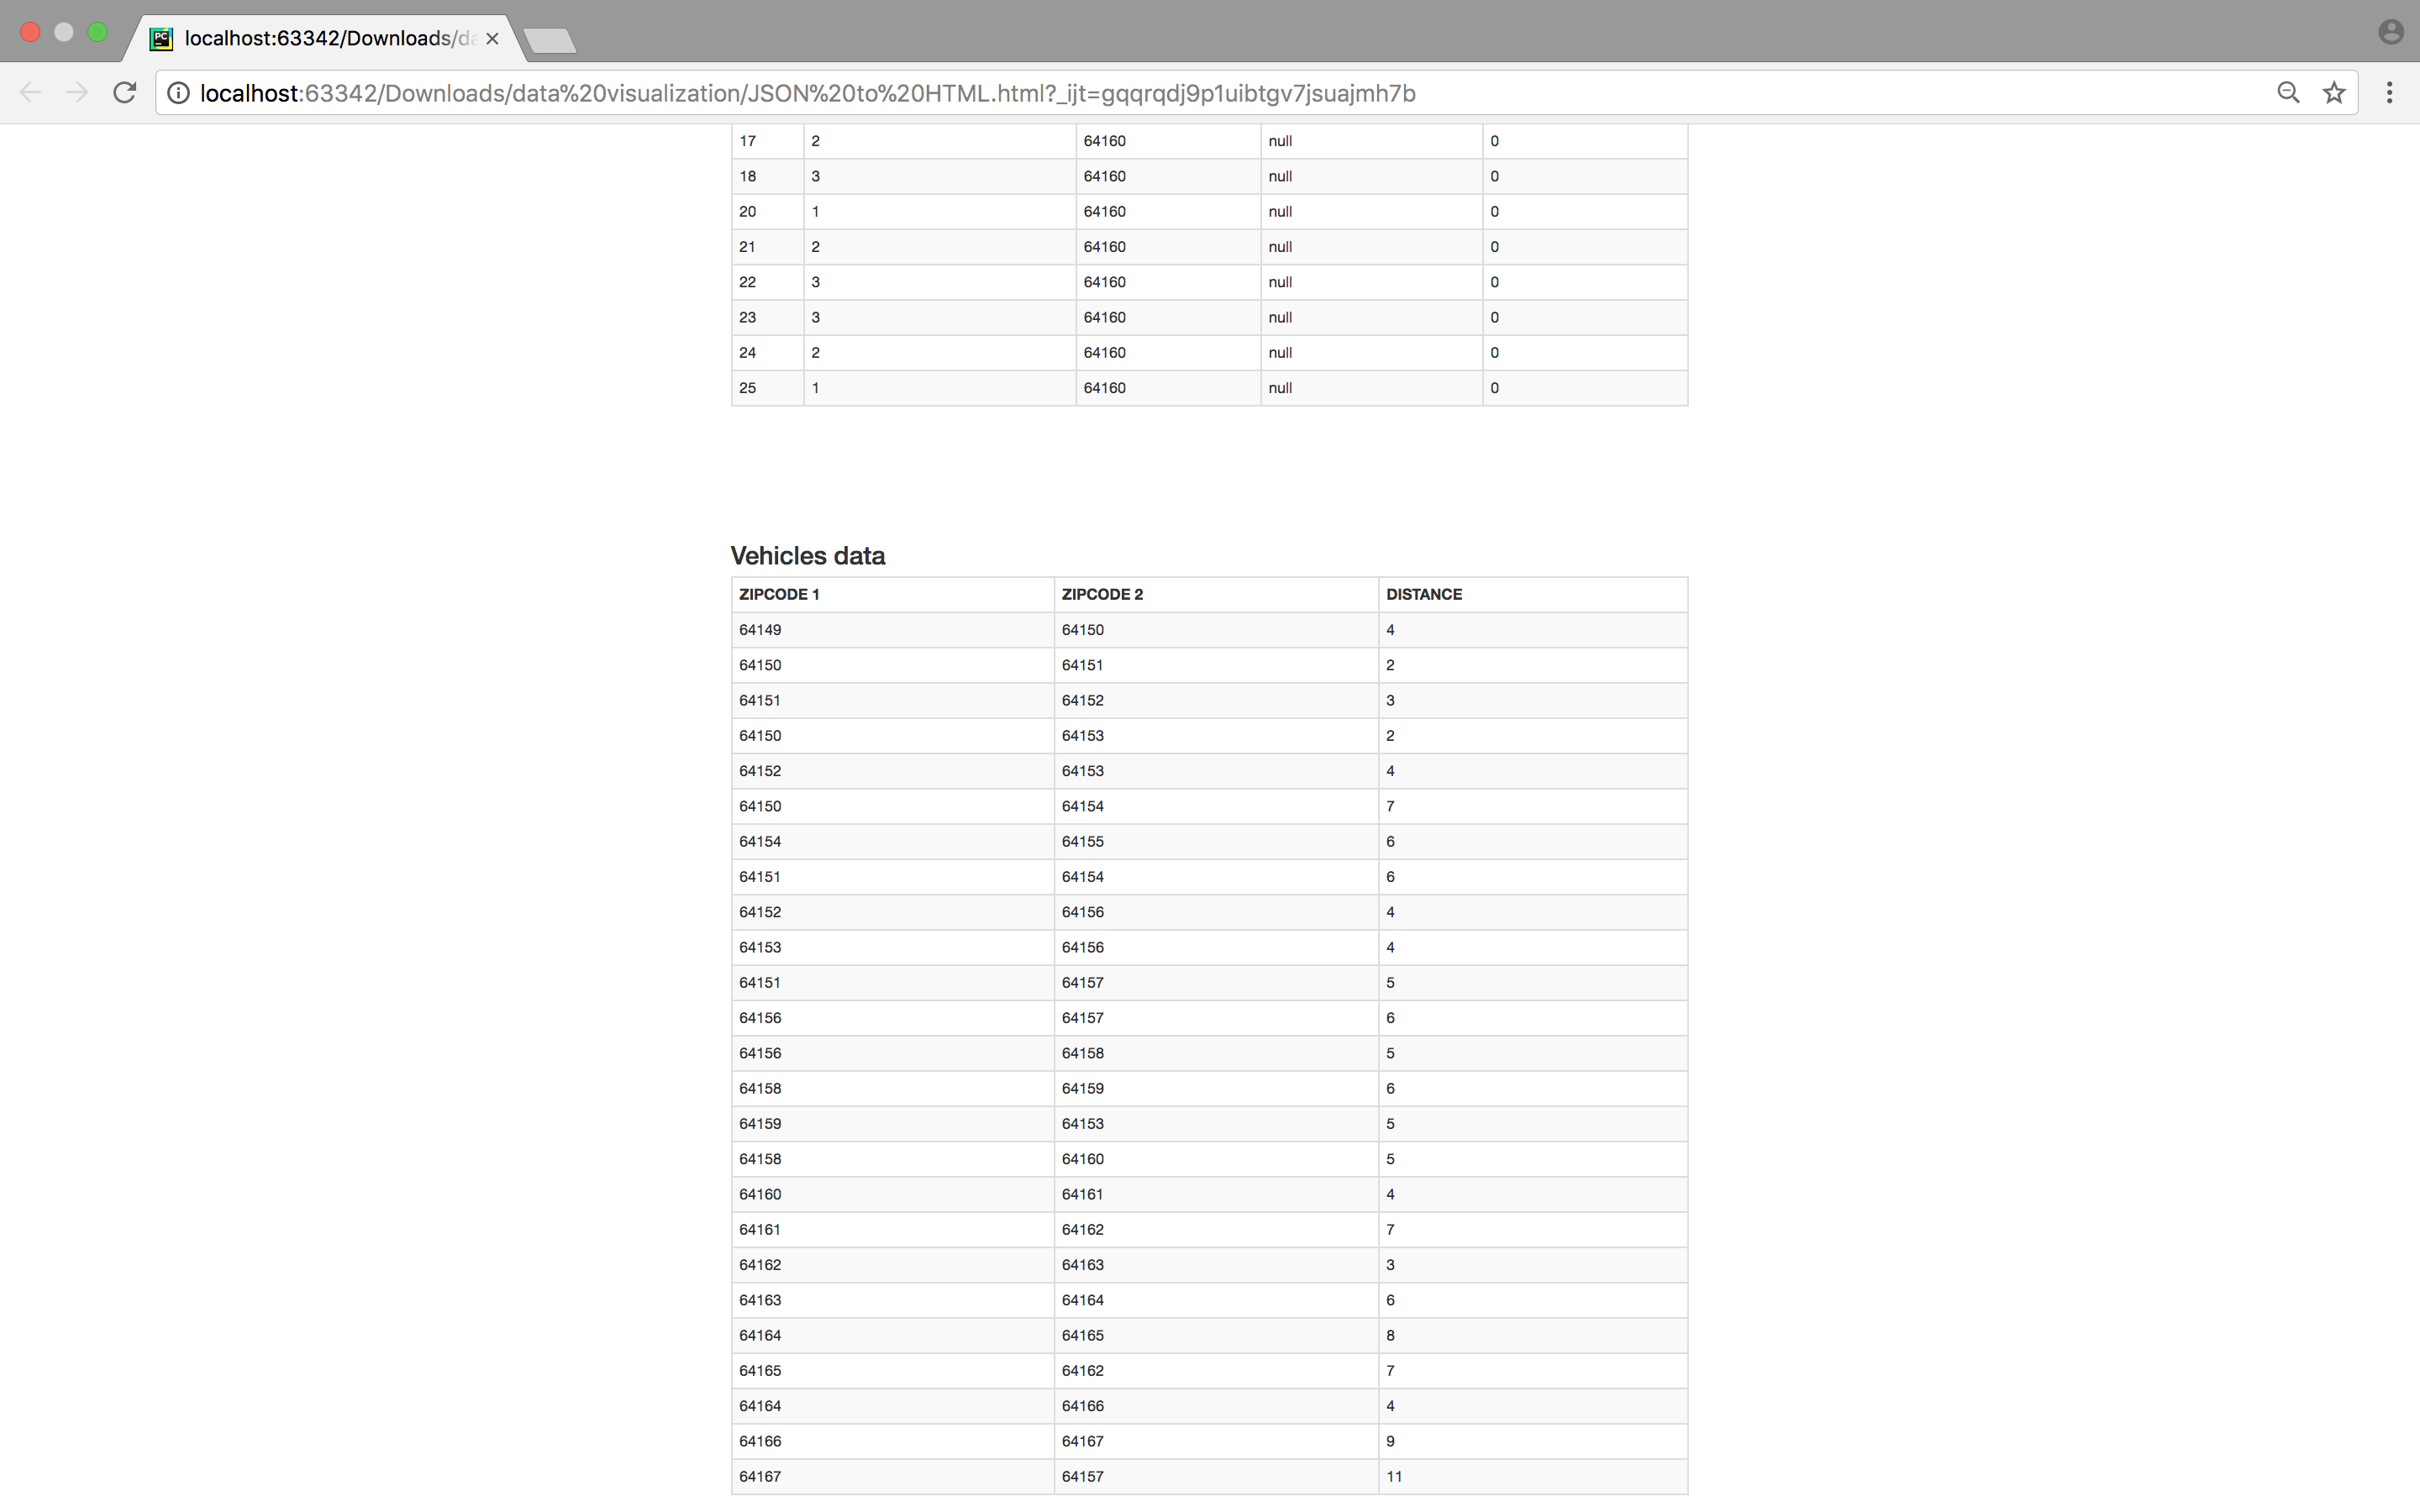 localhost:63342/Downloads/da
localhost:63342/Downloads/data%20visualization/JSON%20to%20HTML.html?_ijt=gqqrqdj9p1uibtgv7jsuajmh7b
17 2 64160 null 0
18 3 64160 null 0
20 1 64160 null 0
21 2 64160 null 0
22 3 64160 null 0
23 3 64160 null 0
24 2 64160 null 0
25 1 64160 null 0
Vehicles data
ZIPCODE 1 ZIPCODE 2 DISTANCE
64149 64150 4
64150 64151 2
64151 64152 3
64150 64153 2
64152 64153 4
64150 64154 7
64154 64155 6
64151 64154 6
64152 64156 4
64153 64156 4
64151 64157 5
64156 64157 6
64156 64158 5
64158 64159 6
64159 64153 5
64158 64160 5
64160 64161 4
64161 64162 7
64162 64163 3
64163 64164 6
64164 64165 8
64165 64162 7
64164 64166 4
64166 64167 9
64167 64157 11